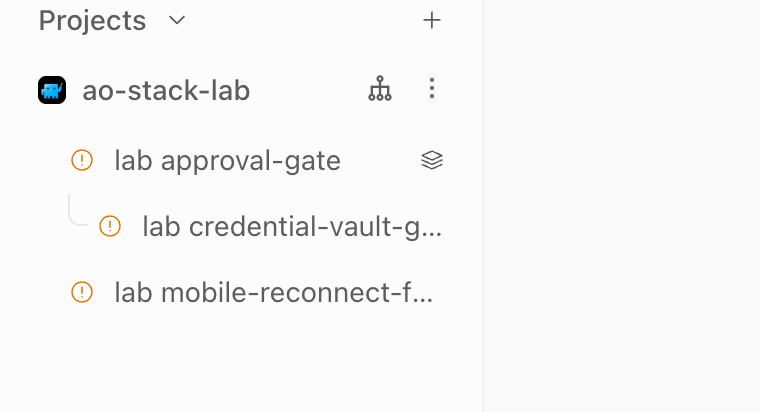 Projects
ao-stack-lab
lab approval-gate
lab credential-vault-g...
lab mobile-reconnect-f...